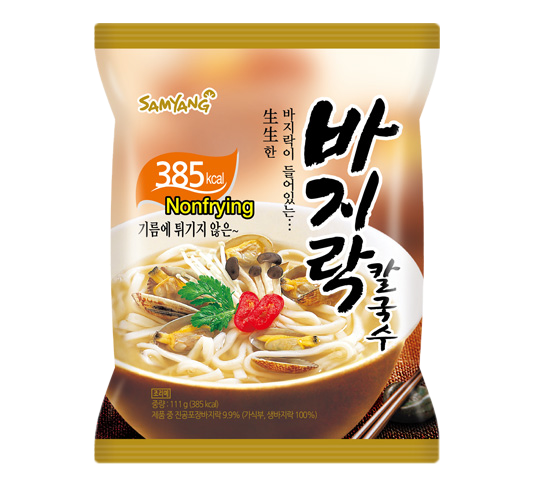 SAMYANG
바지락이 들어있는…
生生한
바지락
칼국수
385kcal
Nonfrying
기름에 튀기지 않은~
조리예
중량 : 111 g (385 kcal)
제품 중 진공포장바지락 9.9% (가식부, 생바지락 100%)